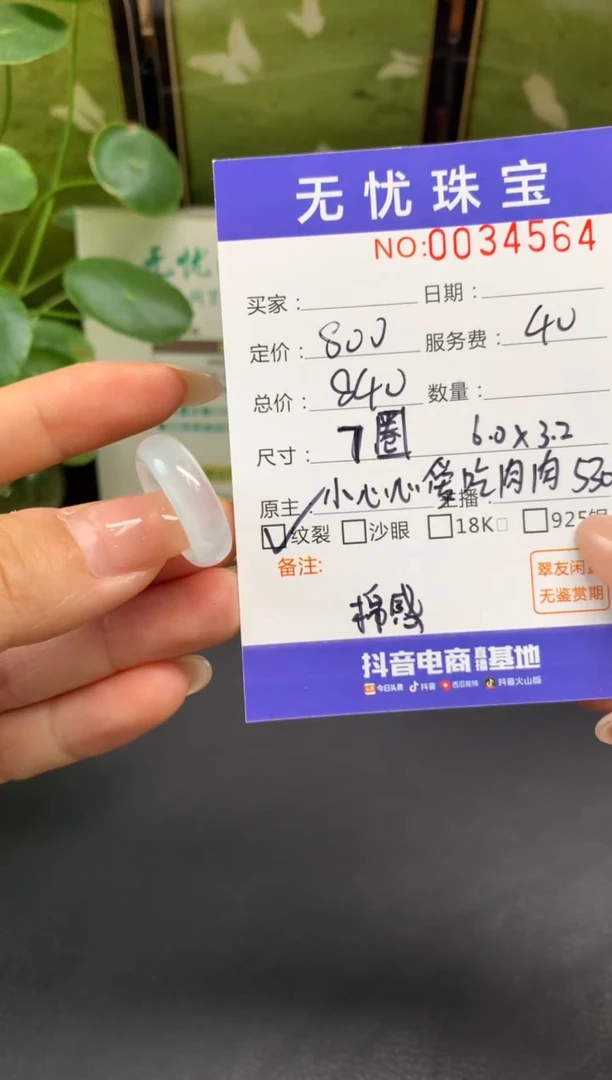 无忧珠宝
NO:0034564
买家： 日期：
定价：800 服务费：40
总价：840 数量：
尺寸：7圈 6.0x3.2
原主 小心心爱吃肉肉 530
主播：
纹裂 沙眼 18K 925银
备注：
翠友闲置
无鉴赏期
棉感
抖音电商直播基地
今日头条 抖音 西瓜视频 抖音火山版
无忧